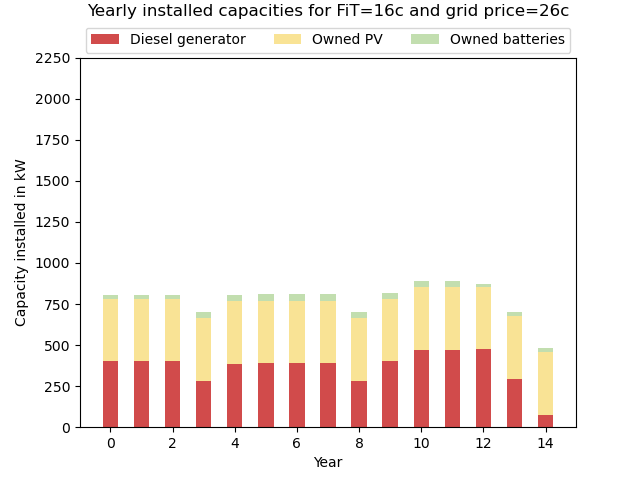 Yearly installed capacities for FiT=16c and grid price=26c
Diesel generator Owned PV Owned batteries
2250
2000
1750
1500
1250
1000
750
500
250
0
Capacity installed in kW
0 2 4 6 8 10 12 14
Year